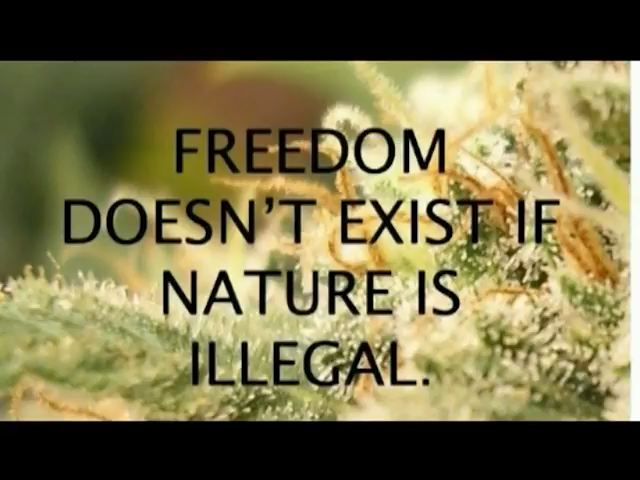 FREEDOM
DOESN'T EXIST IF
NATURE IS
ILLEGAL.